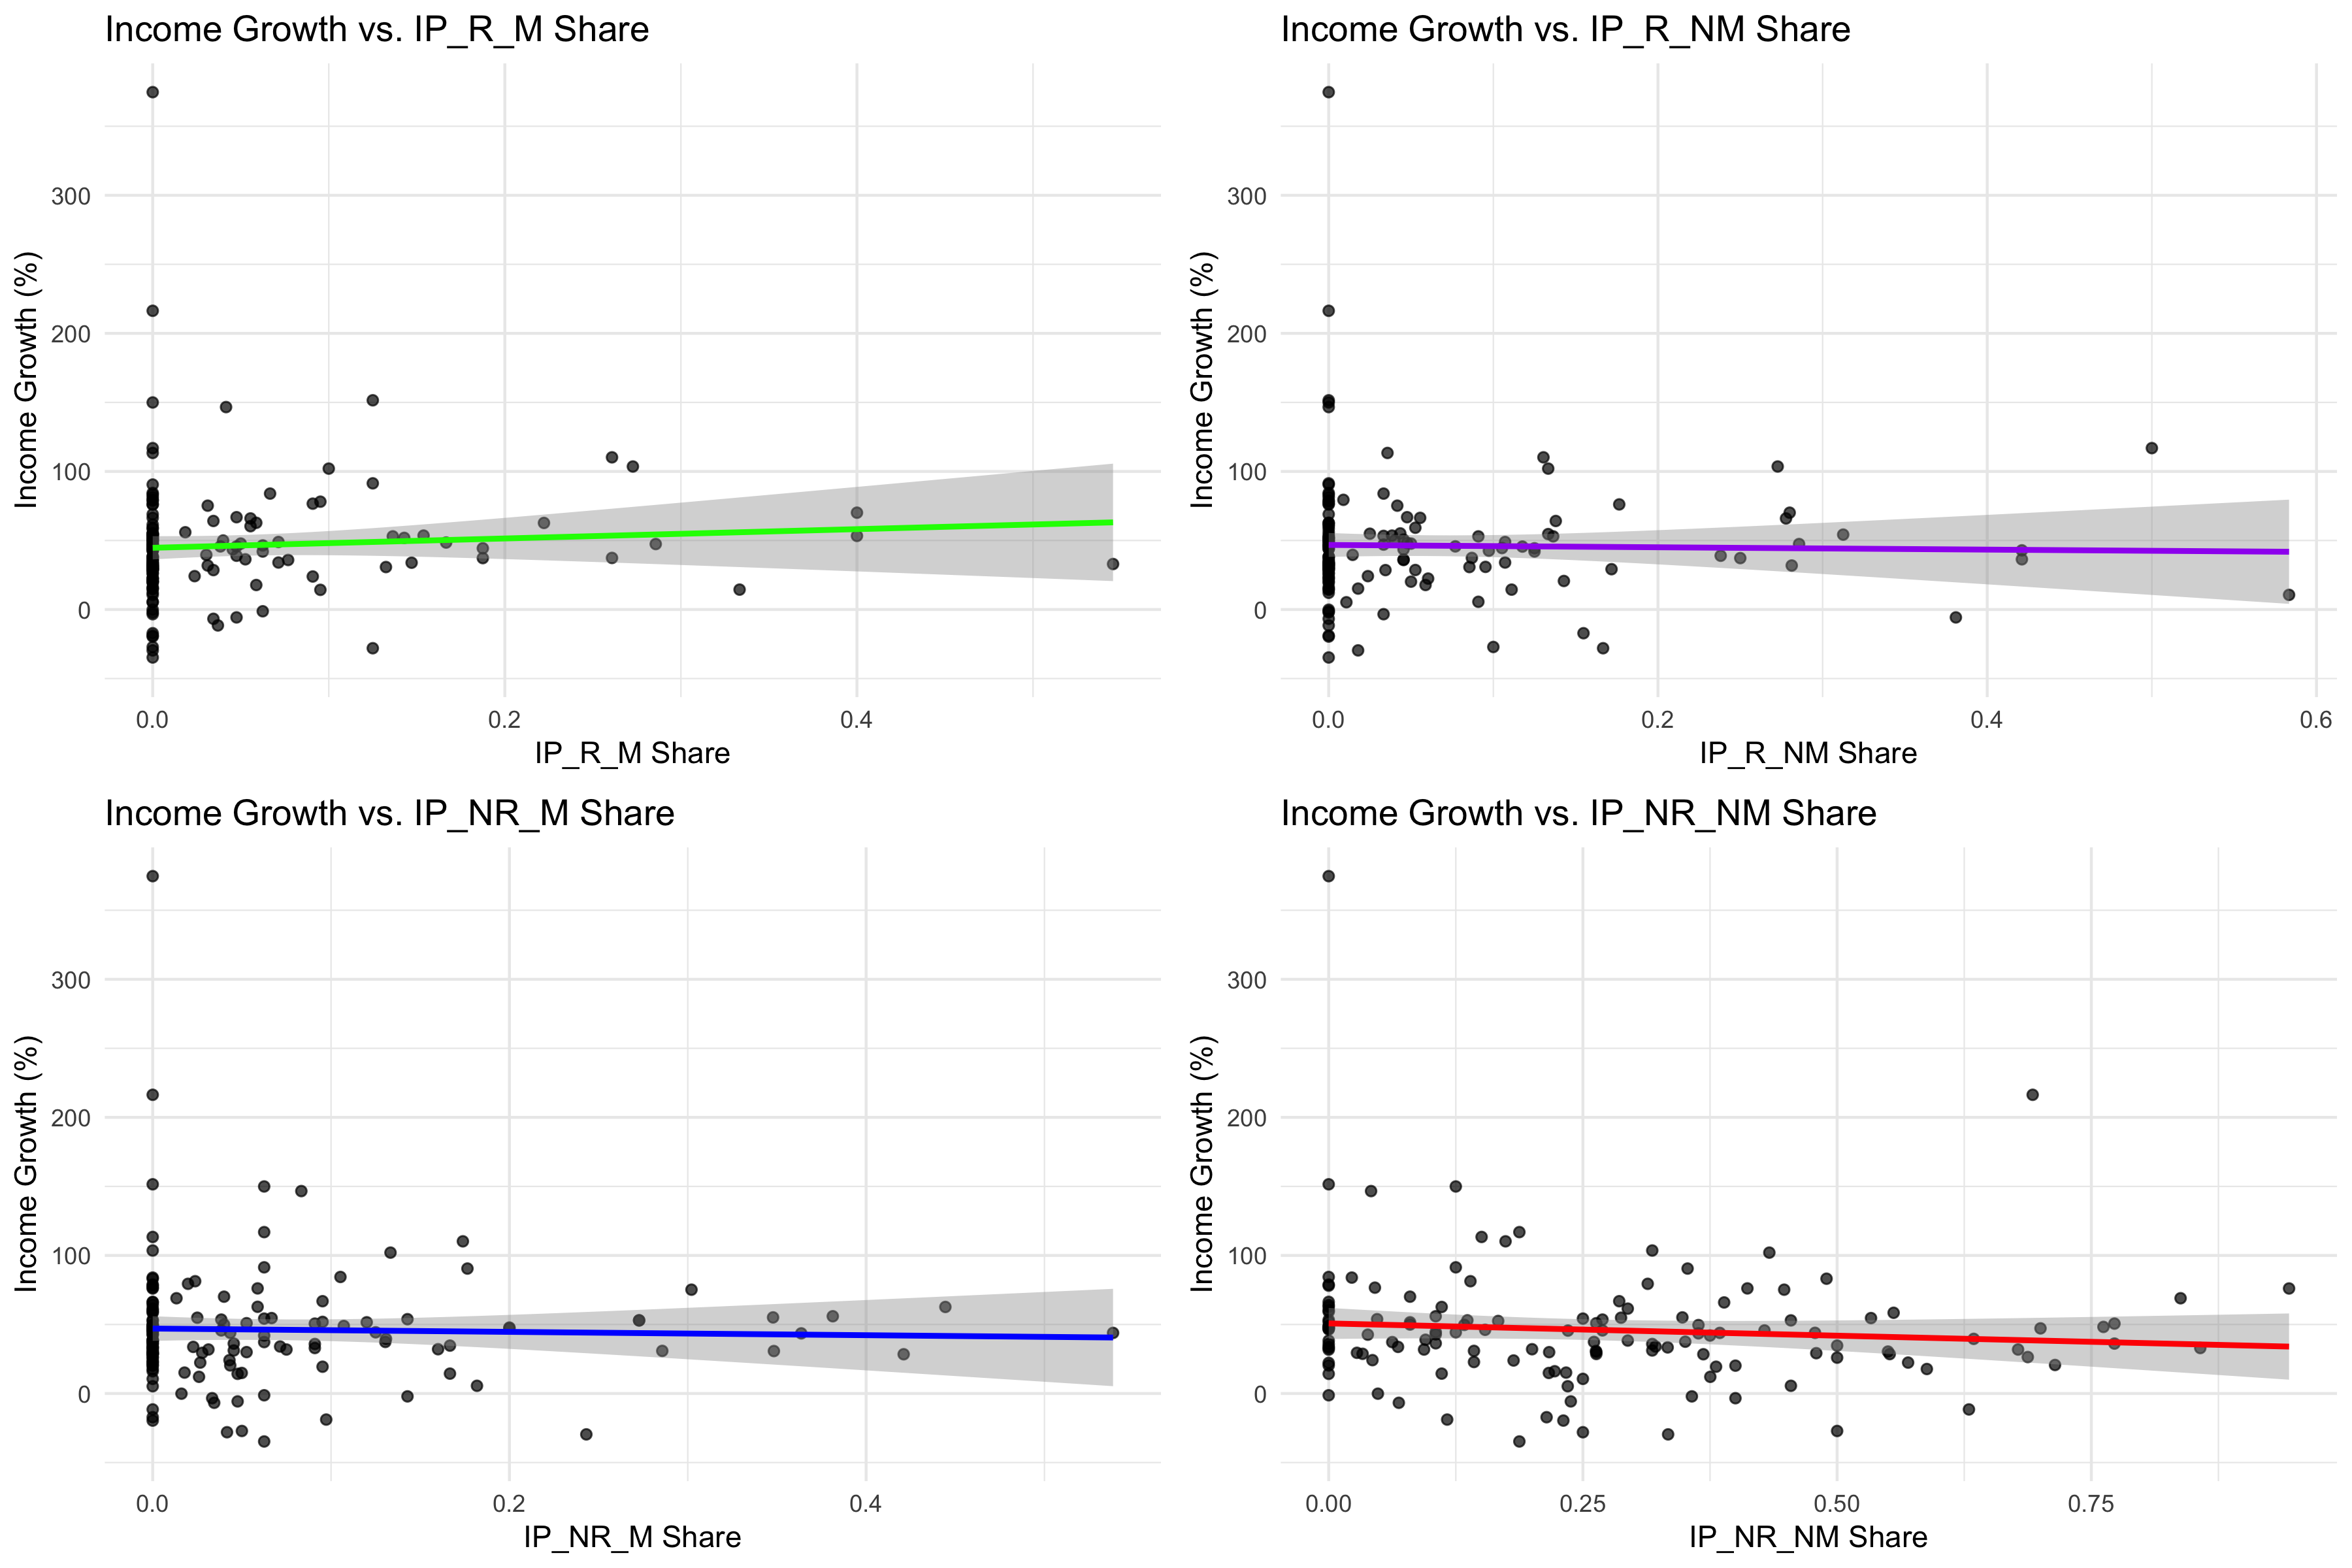 Income Growth vs. IP_R_M Share
Income Growth (%)
300
200
100
0
0.0 0.2 0.4
IP_R_M Share
Income Growth vs. IP_R_NM Share
Income Growth (%)
300
200
100
0
0.0 0.2 0.4 0.6
IP_R_NM Share
Income Growth vs. IP_NR_M Share
Income Growth (%)
300
200
100
0
0.0 0.2 0.4
IP_NR_M Share
Income Growth vs. IP_NR_NM Share
Income Growth (%)
300
200
100
0
0.00 0.25 0.50 0.75
IP_NR_NM Share